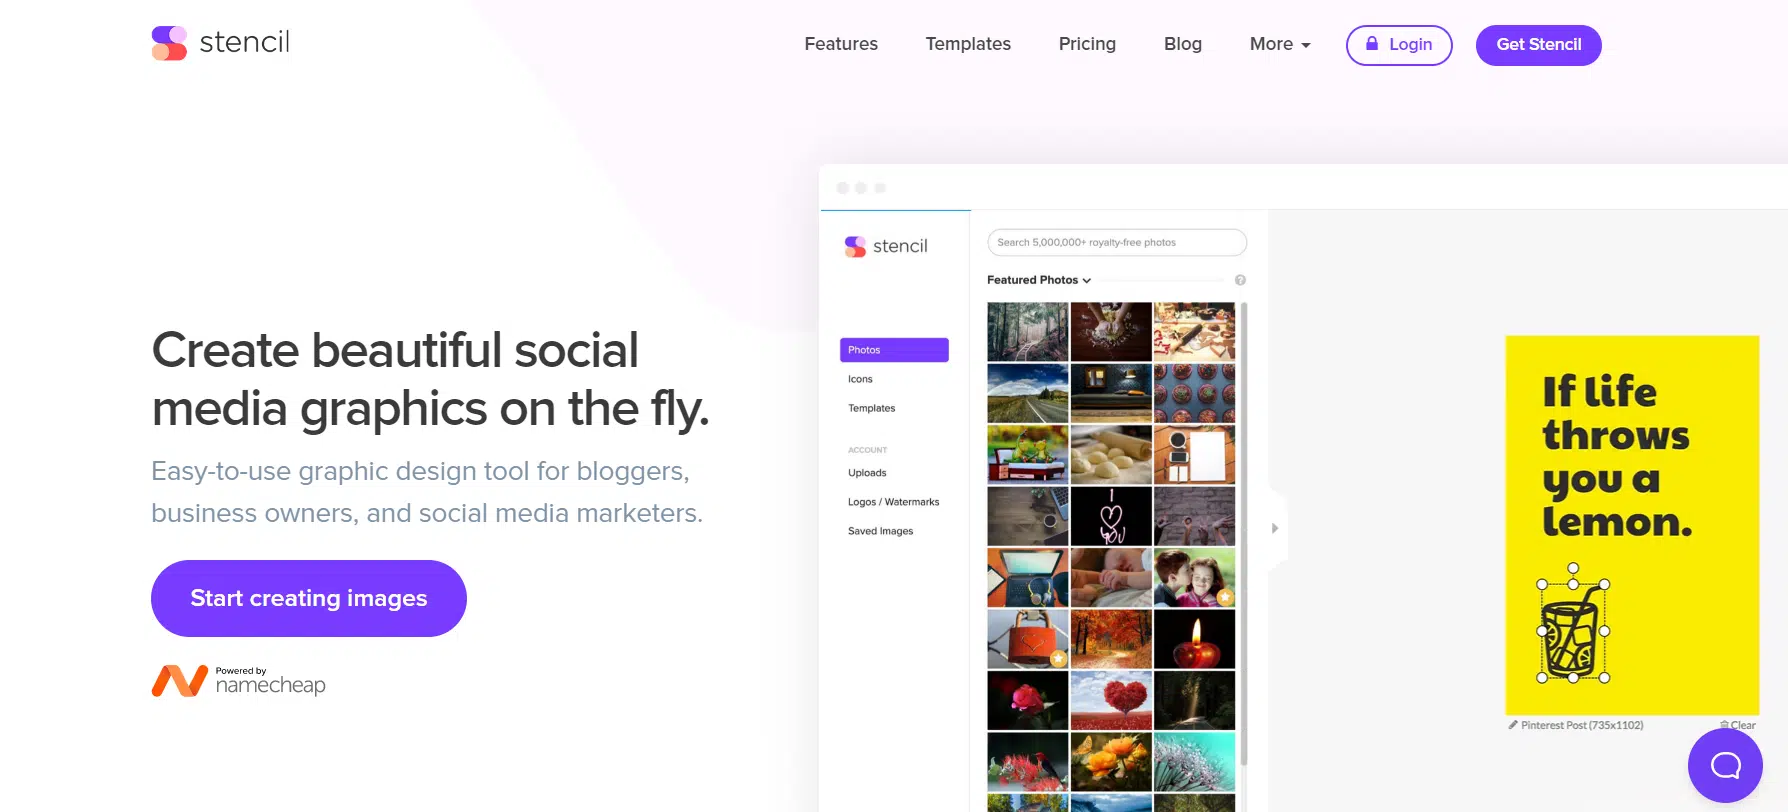 stencil
Features
Templates
Pricing
Blog
More
Login
Get Stencil
Create beautiful social
media graphics on the fly.
Easy-to-use graphic design tool for bloggers,
business owners, and social media marketers.
Start creating images
Powered by
namecheap
stencil
Photos
Icons
Templates
ACCOUNT
Uploads
Logos / Watermarks
Saved Images
Search 5,000,000+ royalty-free photos
Featured Photos
?
I
YOU
If life
throws
you a
lemon.
Pinterest Post (735x1102)
Clear